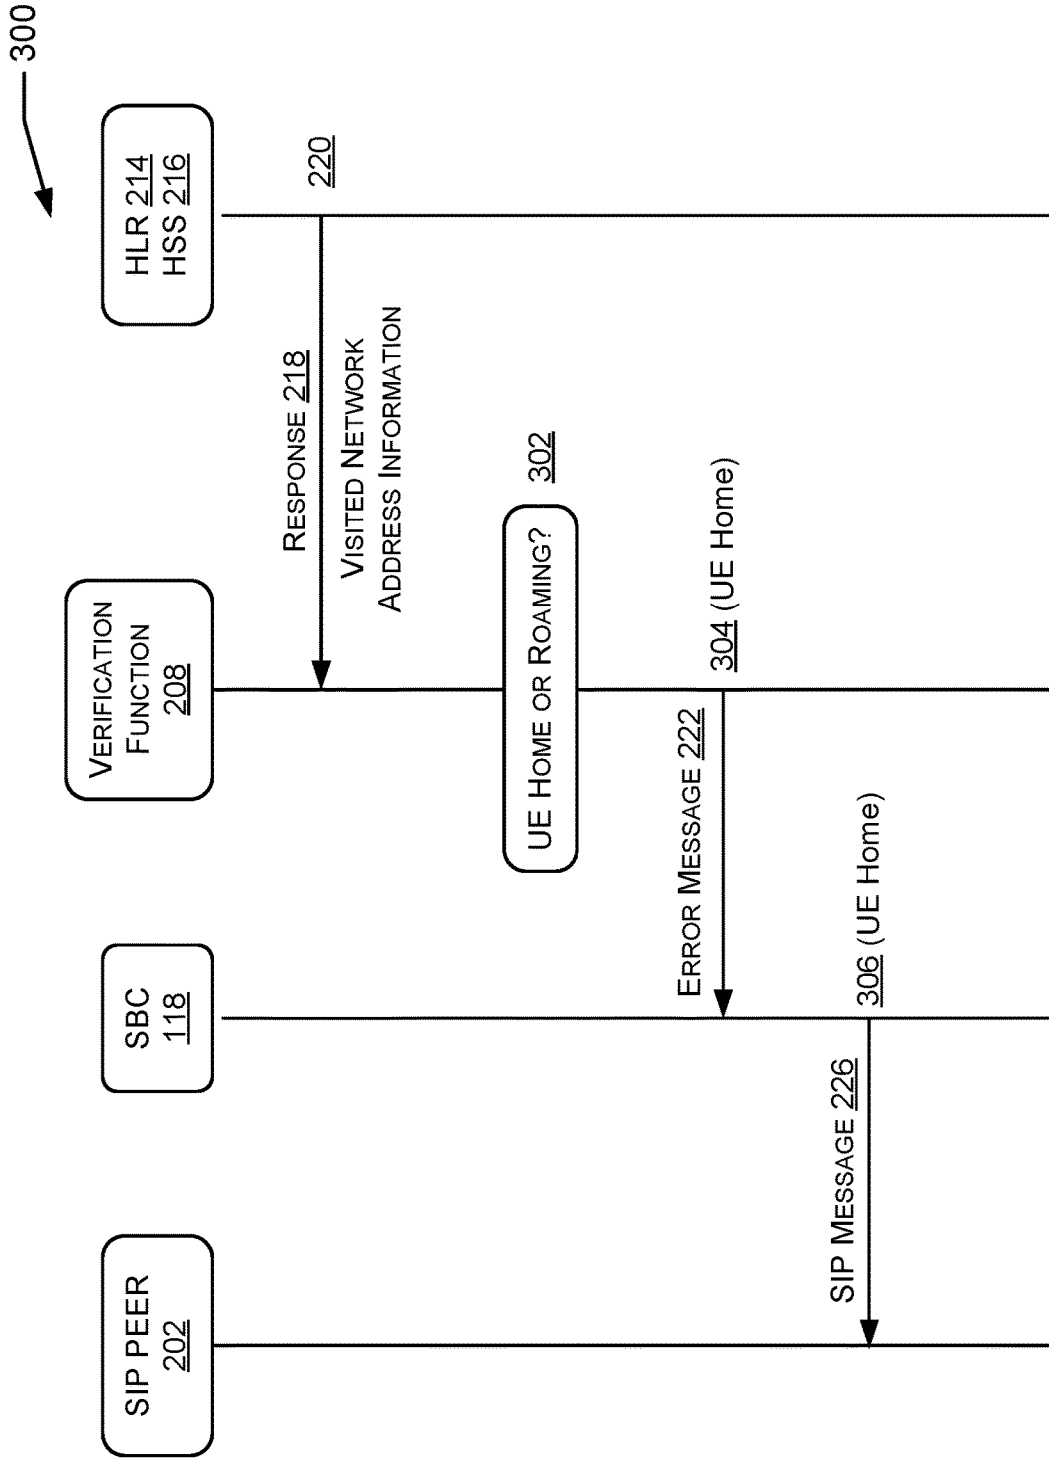 300
SIP PEER
202
SBC
118
VERIFICATION
FUNCTION
208
HLR 214
HSS 216
RESPONSE 218
220
VISITED NETWORK
ADDRESS INFORMATION
UE HOME OR ROAMING?
302
ERROR MESSAGE 222
304 (UE Home)
SIP MESSAGE 226
306 (UE Home)